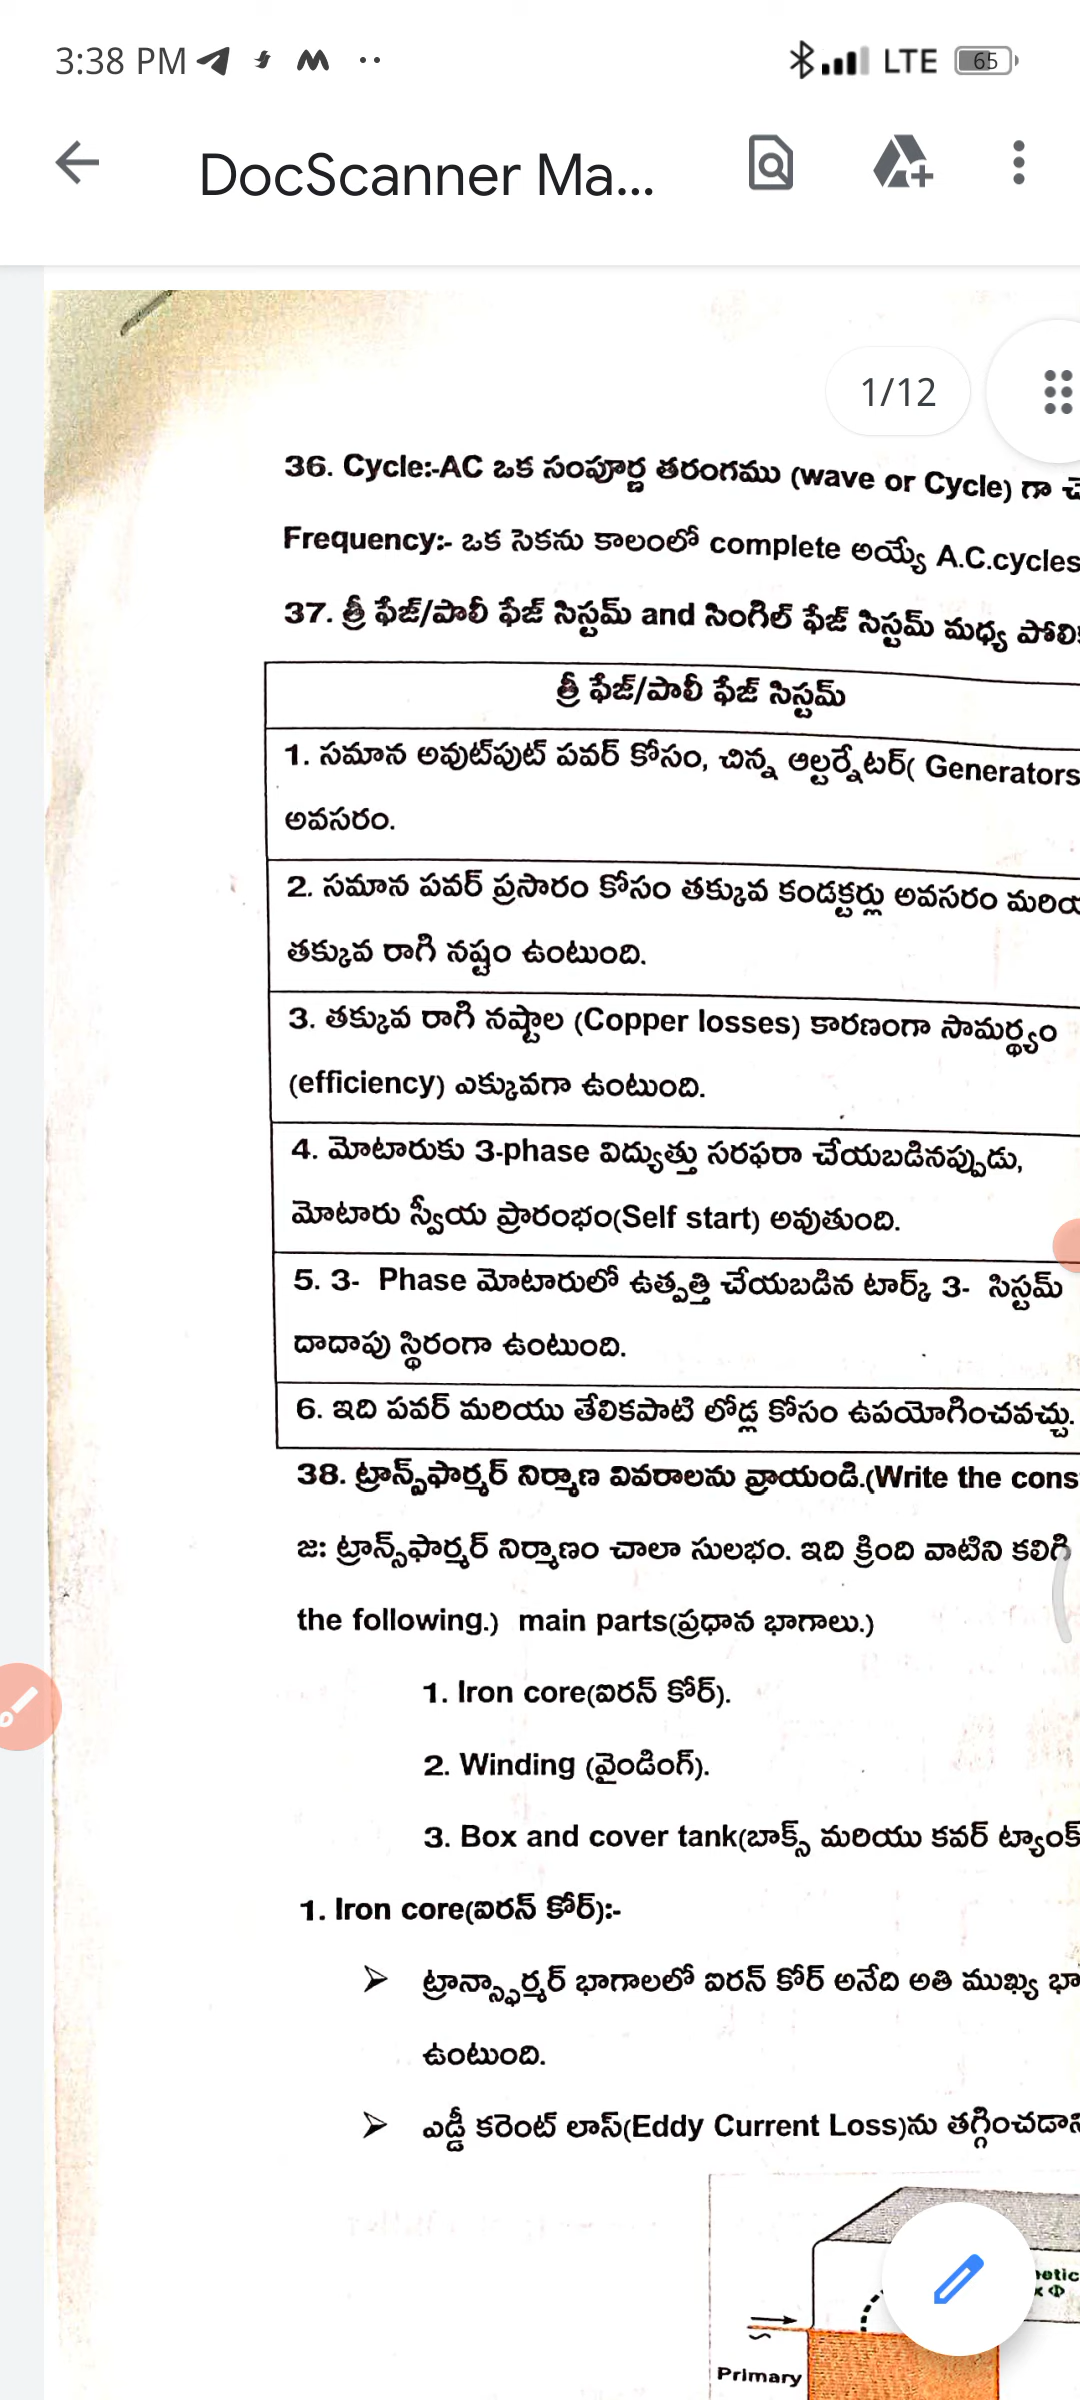 3:38 PM
LTE 65
DocScanner Ma...
1/12
36. Cycle:-AC ఒక సంపూర్ణ తరంగము (wave or Cycle) గా
Frequency:- ఒక సెకను కాలంలో complete అయ్యే A.C.cycles
37. త్రీ ఫేజ్/పాలీ ఫేజ్ సిస్టమ్ and సింగిల్ ఫేజ్ సిస్టమ్ మధ్య
త్రీ ఫేజ్/పాలీ ఫేజ్ సిస్టమ్
1. సమాన అవుట్‌పుట్ పవర్ కోసం, చిన్న ఆల్టర్నేటర్( Generators
అవసరం.
2. సమాన పవర్ ప్రసారం కోసం తక్కువ కండక్టర్లు అవసరం
తక్కువ రాగి నష్టం ఉంటుంది.
3. తక్కువ రాగి నష్టాల (Copper losses) కారణంగా సామర్థ్యం
(efficiency) ఎక్కువగా ఉంటుంది.
4. మోటారుకు 3-phase విద్యుత్తు సరఫరా చేయబడినప్పుడు,
మోటారు స్వీయ ప్రారంభం(Self start) అవుతుంది.
5. 3- Phase మోటారులో ఉత్పత్తి చేయబడిన టార్క్ 3- సిస్టమ్
దాదాపు స్థిరంగా ఉంటుంది.
6. ఇది పవర్ మరియు తేలికపాటి లోడ్ల కోసం ఉపయోగించవచ్చు.
38. ట్రాన్స్‌ఫార్మర్ నిర్మాణ వివరాలను వ్రాయండి.(Write the cons
జ: ట్రాన్స్‌ఫార్మర్ నిర్మాణం చాలా సులభం. ఇది క్రింది వాటిని కలిగి
the following.) main parts(ప్రధాన భాగాలు.)
1. Iron core(ఐరన్ కోర్).
2. Winding (వైండింగ్).
3. Box and cover tank(బాక్స్ మరియు కవర్ ట్యాంక్
1. Iron core(ఐరన్ కోర్):-
➢ ట్రాన్స్ఫార్మర్ భాగాలలో ఐరన్ కోర్ అనేది అతి ముఖ్య
ఉంటుంది.
➢ ఎడ్డీ కరెంట్ లాస్(Eddy Current Loss)ను
netic
x Φ
Primary